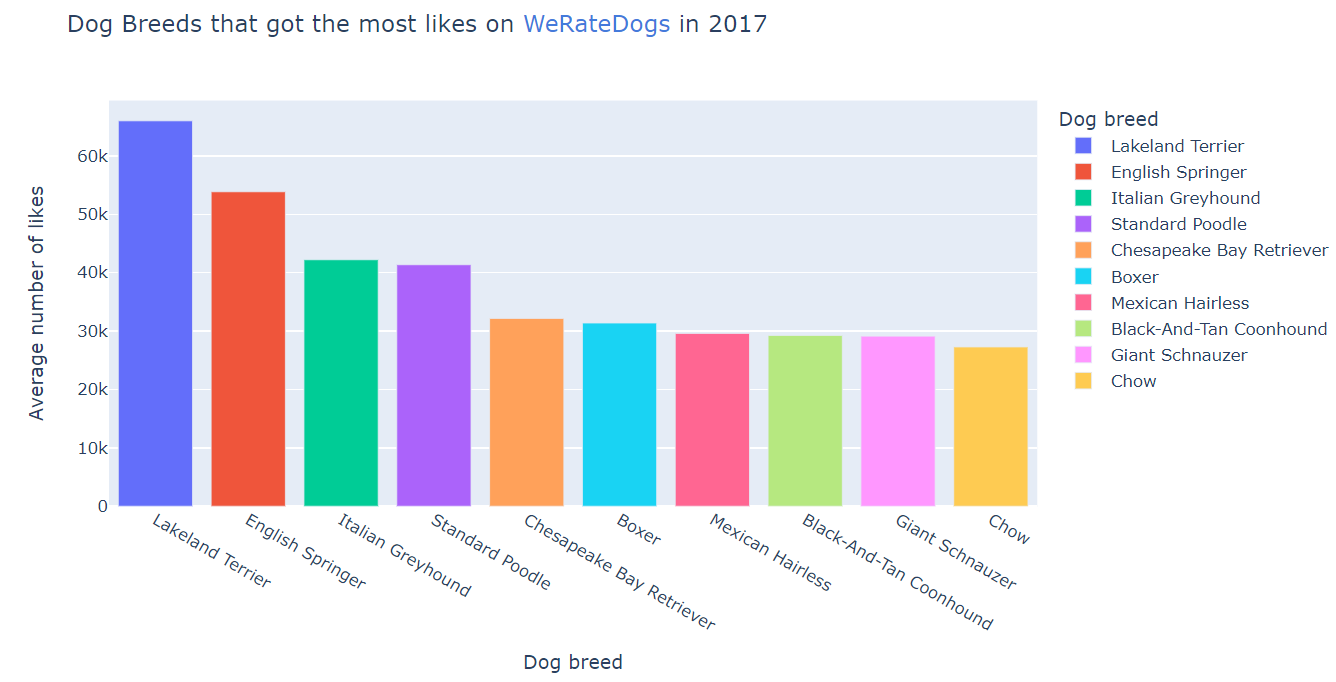 Dog Breeds that got the most likes on WeRateDogs in 2017
Average number of likes
60k
50k
40k
30k
20k
10k
0
Lakeland Terrier
English Springer
Italian Greyhound
Standard Poodle
Chesapeake Bay Retriever
Boxer
Mexican Hairless
Black-And-Tan Coonhound
Giant Schnauzer
Chow
Dog breed
Dog breed
Lakeland Terrier
English Springer
Italian Greyhound
Standard Poodle
Chesapeake Bay Retriever
Boxer
Mexican Hairless
Black-And-Tan Coonhound
Giant Schnauzer
Chow